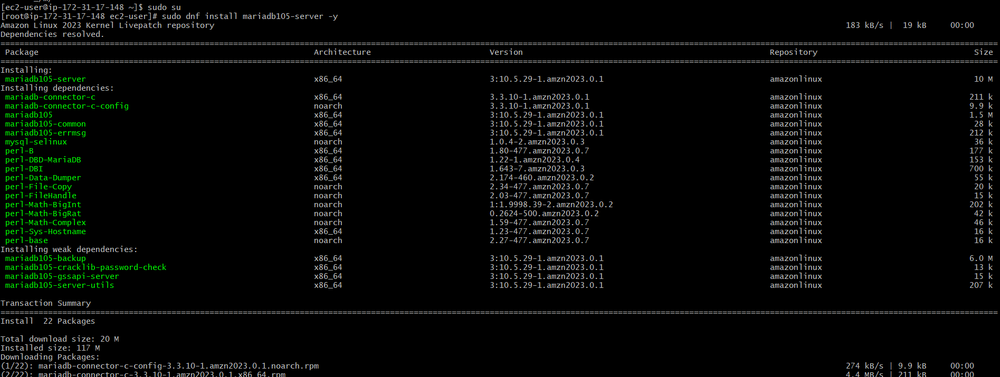 [ec2-user@ip-172-31-17-148 ~]$ sudo su
[root@ip-172-31-17-148 ec2-user]# sudo dnf install mariadb105-server -y
Amazon Linux 2023 Kernel Livepatch repository 183 kB/s | 19 kB 00:00
Dependencies resolved.
Package Architecture Version Repository Size
Installing:
mariadb105-server x86_64 3:10.5.29-1.amzn2023.0.1 amazonlinux 10 M
Installing dependencies:
mariadb-connector-c x86_64 3.3.10-1.amzn2023.0.1 amazonlinux 211 k
mariadb-connector-c-config noarch 3.3.10-1.amzn2023.0.1 amazonlinux 9.9 k
mariadb105 x86_64 3:10.5.29-1.amzn2023.0.1 amazonlinux 1.5 M
mariadb105-common x86_64 3:10.5.29-1.amzn2023.0.1 amazonlinux 28 k
mariadb105-errmsg x86_64 3:10.5.29-1.amzn2023.0.1 amazonlinux 212 k
mysql-selinux noarch 1.0.4-2.amzn2023.0.3 amazonlinux 36 k
perl-B x86_64 1.80-477.amzn2023.0.7 amazonlinux 177 k
perl-DBD-MariaDB x86_64 1.22-1.amzn2023.0.4 amazonlinux 153 k
perl-DBI x86_64 1.643-7.amzn2023.0.3 amazonlinux 700 k
perl-Data-Dumper x86_64 2.174-460.amzn2023.0.2 amazonlinux 55 k
perl-File-Copy noarch 2.34-477.amzn2023.0.7 amazonlinux 20 k
perl-FileHandle noarch 2.03-477.amzn2023.0.7 amazonlinux 15 k
perl-Math-BigInt noarch 1:1.9998.39-2.amzn2023.0.2 amazonlinux 202 k
perl-Math-BigRat noarch 0.2624-500.amzn2023.0.2 amazonlinux 42 k
perl-Math-Complex noarch 1.59-477.amzn2023.0.7 amazonlinux 46 k
perl-Sys-Hostname x86_64 1.23-477.amzn2023.0.7 amazonlinux 16 k
perl-base noarch 2.27-477.amzn2023.0.7 amazonlinux 16 k
Installing weak dependencies:
mariadb105-backup x86_64 3:10.5.29-1.amzn2023.0.1 amazonlinux 6.0 M
mariadb105-cracklib-password-check x86_64 3:10.5.29-1.amzn2023.0.1 amazonlinux 13 k
mariadb105-gssapi-server x86_64 3:10.5.29-1.amzn2023.0.1 amazonlinux 15 k
mariadb105-server-utils x86_64 3:10.5.29-1.amzn2023.0.1 amazonlinux 207 k
Transaction Summary
Install 22 Packages
Total download size: 20 M
Installed size: 117 M
Downloading Packages:
(1/22): mariadb-connector-c-config-3.3.10-1.amzn2023.0.1.noarch.rpm 274 kB/s | 9.9 kB 00:00
(2/22): mariadb-connector-c-3.3.10-1.amzn2023.0.1.x86_64.rpm 4.4 MB/s | 211 kB 00:00